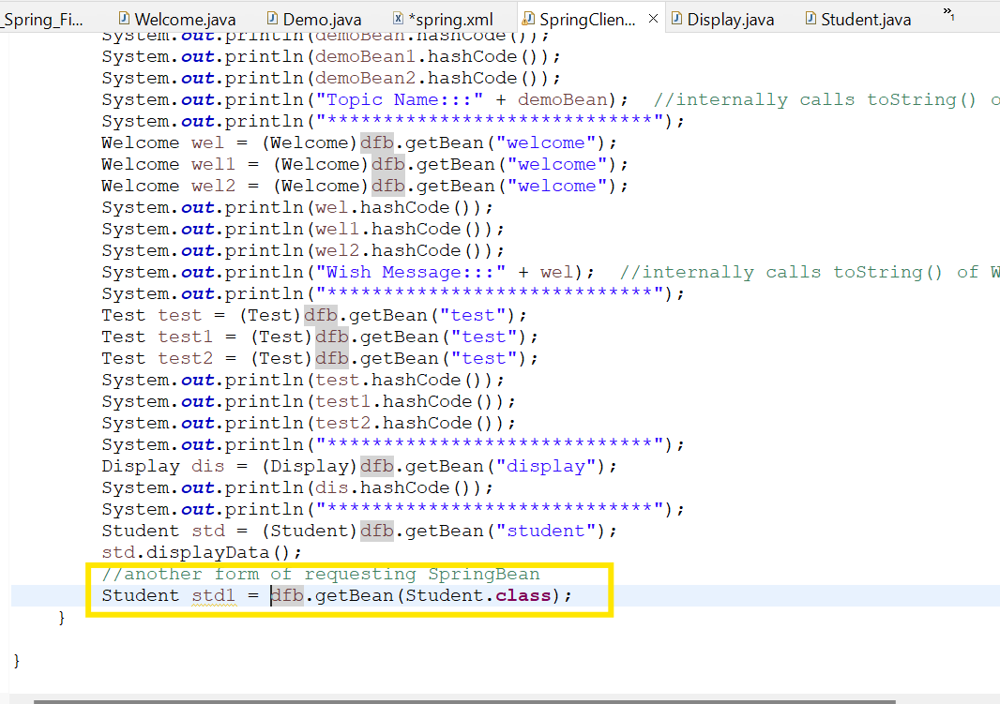 _Spring_Fi... Welcome.java Demo.java *spring.xml SpringClien... Display.java Student.java »1
System.out.println(demoBean.hashCode());
System.out.println(demoBean1.hashCode());
System.out.println(demoBean2.hashCode());
System.out.println("Topic Name:::" + demoBean); //internally calls toString() o
System.out.println("*****************************");
Welcome wel = (Welcome)dfb.getBean("welcome");
Welcome wel1 = (Welcome)dfb.getBean("welcome");
Welcome wel2 = (Welcome)dfb.getBean("welcome");
System.out.println(wel.hashCode());
System.out.println(wel1.hashCode());
System.out.println(wel2.hashCode());
System.out.println("Wish Message:::" + wel); //internally calls toString() of W
System.out.println("*****************************");
Test test = (Test)dfb.getBean("test");
Test test1 = (Test)dfb.getBean("test");
Test test2 = (Test)dfb.getBean("test");
System.out.println(test.hashCode());
System.out.println(test1.hashCode());
System.out.println(test2.hashCode());
System.out.println("*****************************");
Display dis = (Display)dfb.getBean("display");
System.out.println(dis.hashCode());
System.out.println("*****************************");
Student std = (Student)dfb.getBean("student");
std.displayData();
//another form of requesting SpringBean
Student std1 = dfb.getBean(Student.class);
}
}